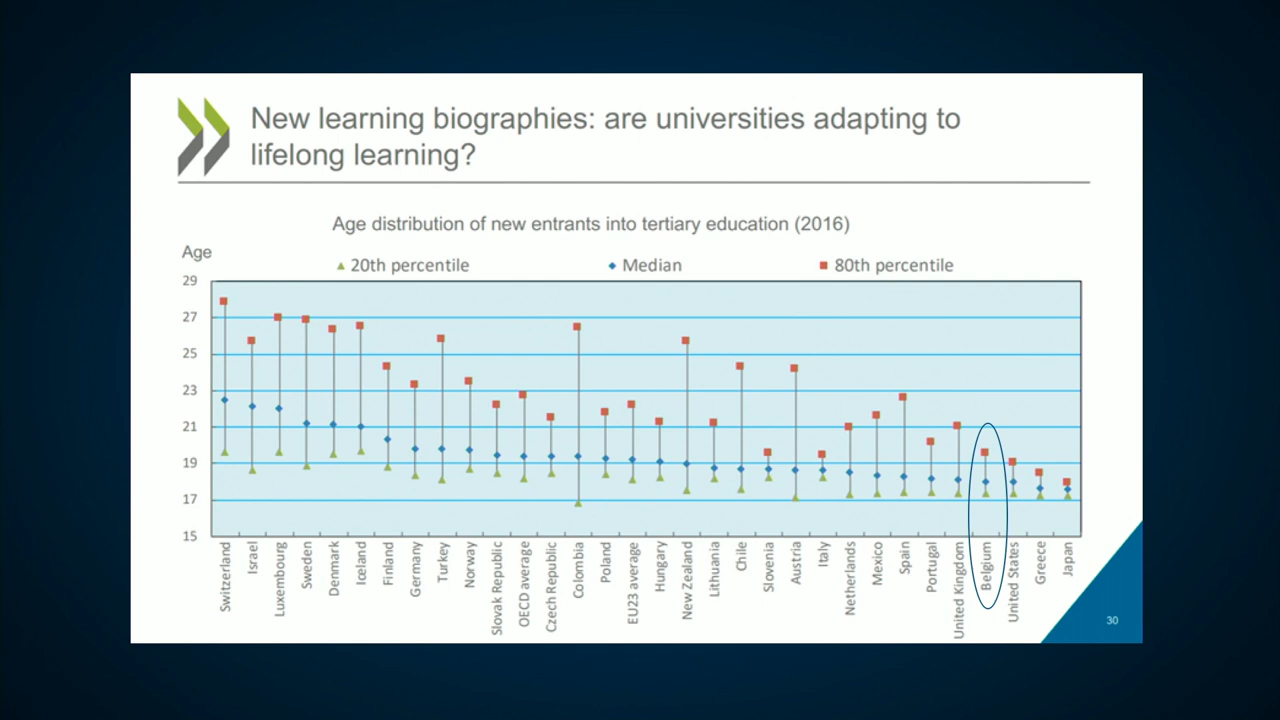 New learning biographies: are universities adapting to
lifelong learning?
Age distribution of new entrants into tertiary education (2016)
Age
20th percentile
Median
80th percentile
29
27
25
23
21
19
17
15
Switzerland
Israel
Luxembourg
Sweden
Denmark
Iceland
Finland
Germany
Turkey
Norway
Slovak Republic
OECD average
Czech Republic
Colombia
Poland
EU23 average
Hungary
New Zealand
Lithuania
Chile
Slovenia
Austria
Italy
Netherlands
Mexico
Spain
Portugal
United Kingdom
Belgium
United States
Greece
Japan
30